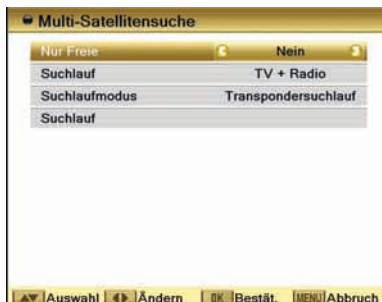 Multi-Satellitensuche
Nur Freie Nein
Suchlauf TV + Radio
Suchlaufmodus Transpondersuchlauf
Suchlauf
Auswahl Ändern OK Bestät. MENU Abbruch